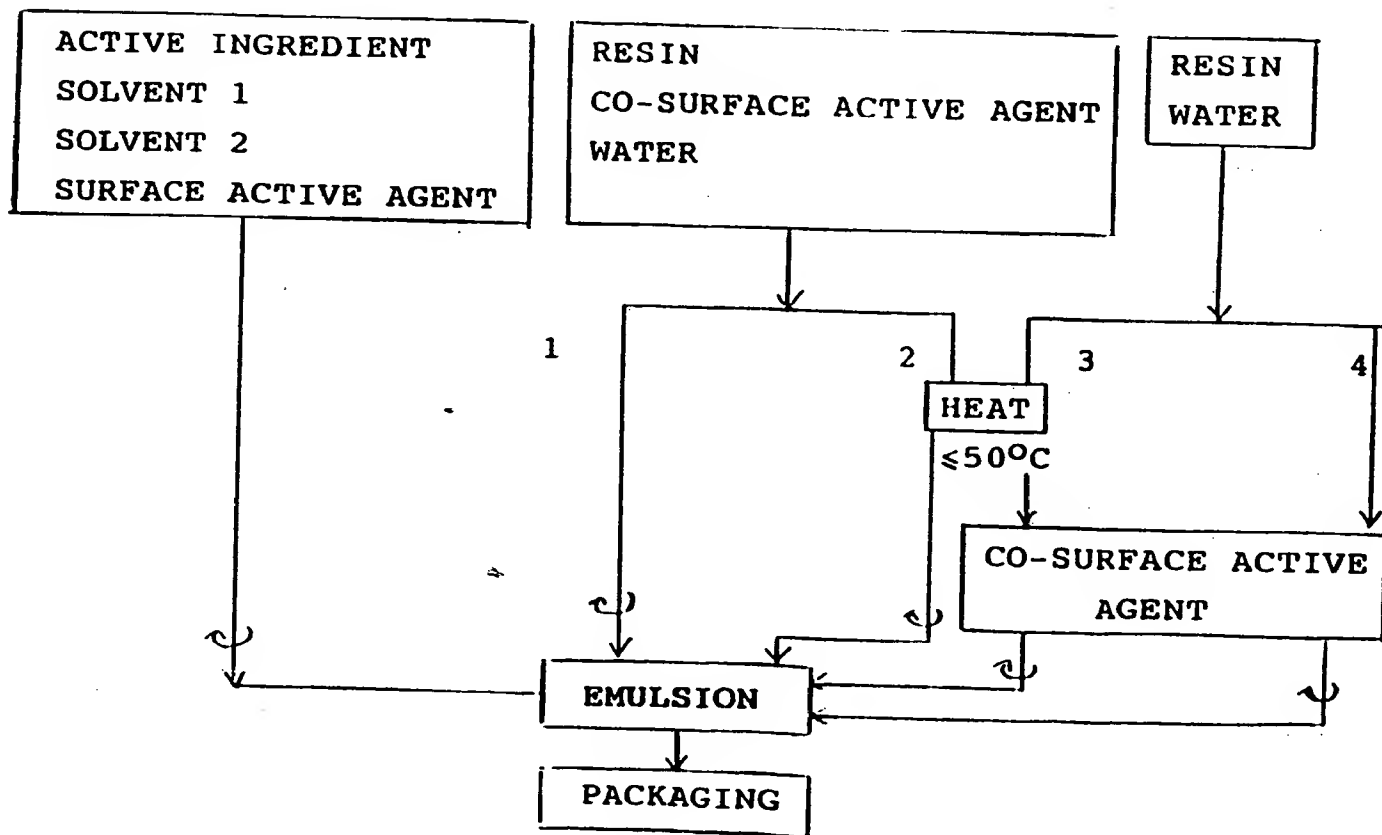 ACTIVE INGREDIENT
SOLVENT 1
SOLVENT 2
SURFACE ACTIVE AGENT
RESIN
CO-SURFACE ACTIVE AGENT
WATER
RESIN
WATER
1
2
3
4
HEAT
≤50°C
CO-SURFACE ACTIVE
AGENT
EMULSION
PACKAGING